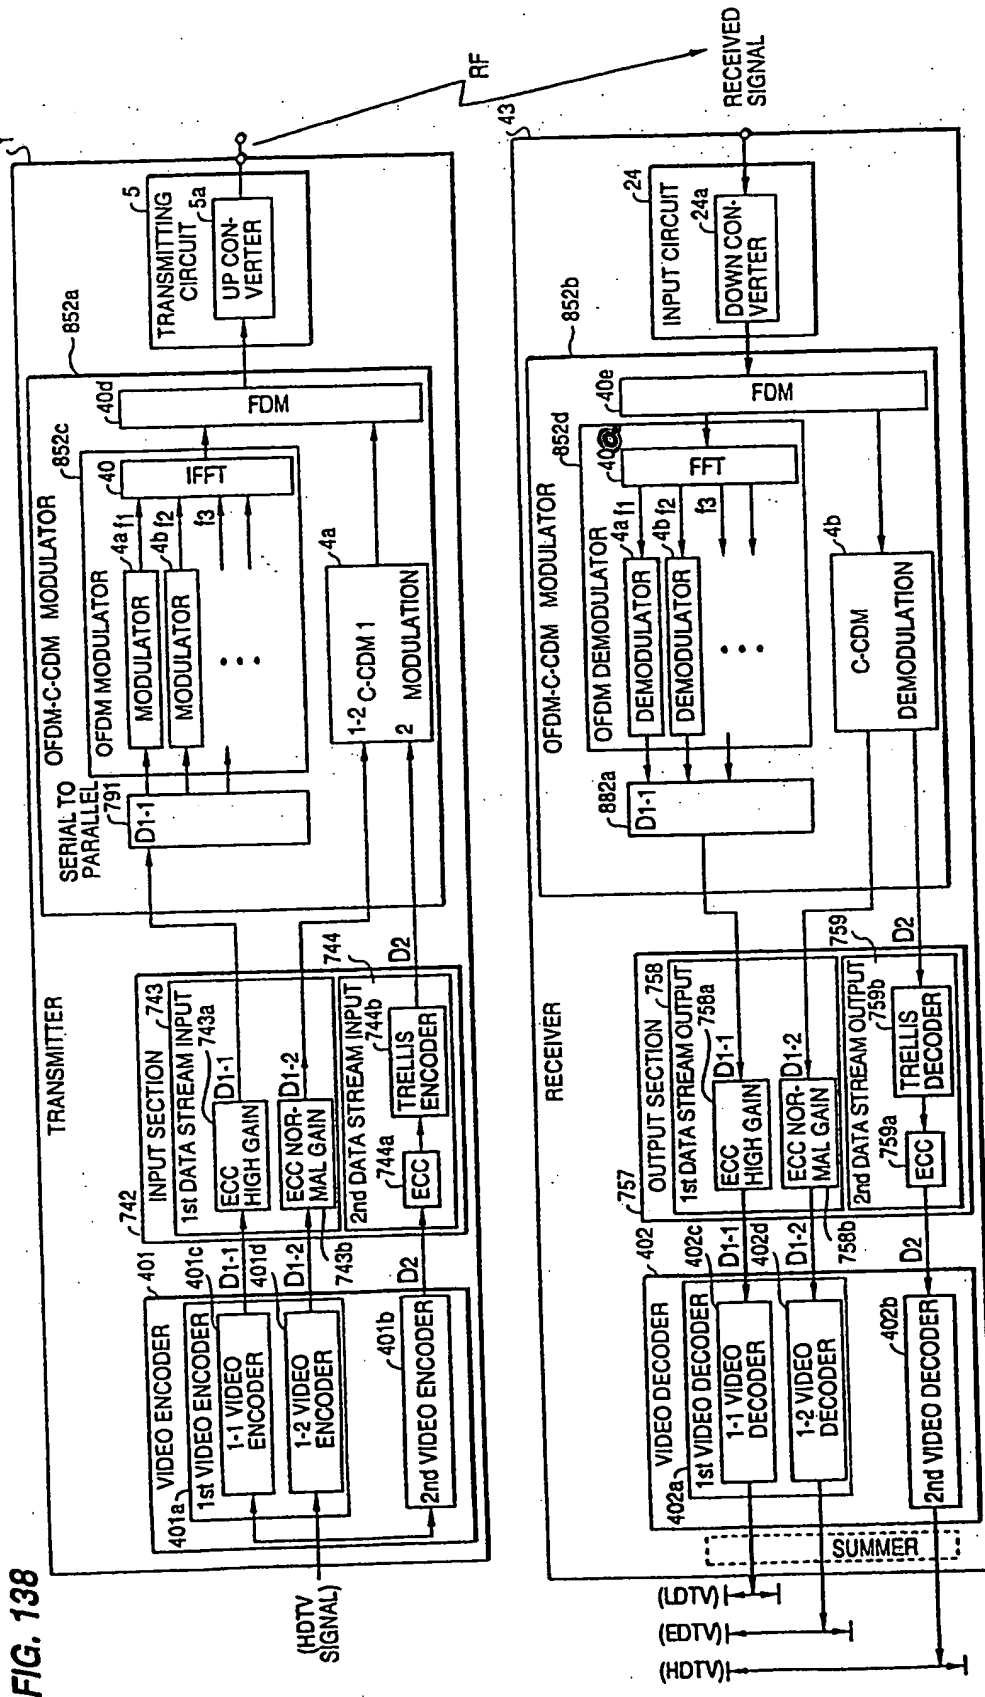 FIG. 138
(HDTV
SIGNAL)
TRANSMITTER
VIDEO ENCODER
401
401a
1st VIDEO ENCODER
401c
1-1 VIDEO
ENCODER
401d
1-2 VIDEO
ENCODER
401b
2nd VIDEO ENCODER
D1-1
D1-2
D2
742
INPUT SECTION
743
1st DATA STREAM INPUT
743a
ECC
HIGH GAIN
D1-1
ECC NOR-
MAL GAIN
D1-2
743b
744
2nd DATA STREAM INPUT
744a
ECC
744b
TRELLIS
ENCODER
D2
852a
OFDM-C-CDM MODULATOR
SERIAL TO
PARALLEL
791
D1-1
852c
OFDM MODULATOR
MODULATOR
4a
f1
MODULATOR
4b
f2
f3
40
IFFT
40d
FDM
4a
1-2
C-CDM 1
2
MODULATION
5
TRANSMITTING
CIRCUIT
5a
UP CON-
VERTER
1
RF
RECEIVED
SIGNAL
43
RECEIVER
24
INPUT CIRCUIT
24a
DOWN CON-
VERTER
852b
OFDM-C-CDM MODULATOR
40e
FDM
852d
OFDM DEMODULATOR
40@
FFT
4a
f1
DEMODULATOR
4b
f2
DEMODULATOR
f3
882a
D1-1
4b
C-CDM
DEMODULATION
757
OUTPUT SECTION
758
1st DATA STREAM OUTPUT
758a
ECC
HIGH GAIN
D1-1
ECC NOR-
MAL GAIN
D1-2
758b
759
2nd DATA STREAM OUTPUT
759a
ECC
759b
TRELLIS
DECODER
D2
D1-1
D1-2
D2
402
VIDEO DECODER
402a
1st VIDEO DECODER
402c
1-1 VIDEO
DECODER
402d
1-2 VIDEO
DECODER
402b
2nd VIDEO DECODER
SUMMER
(LDTV)
(EDTV)
(HDTV)